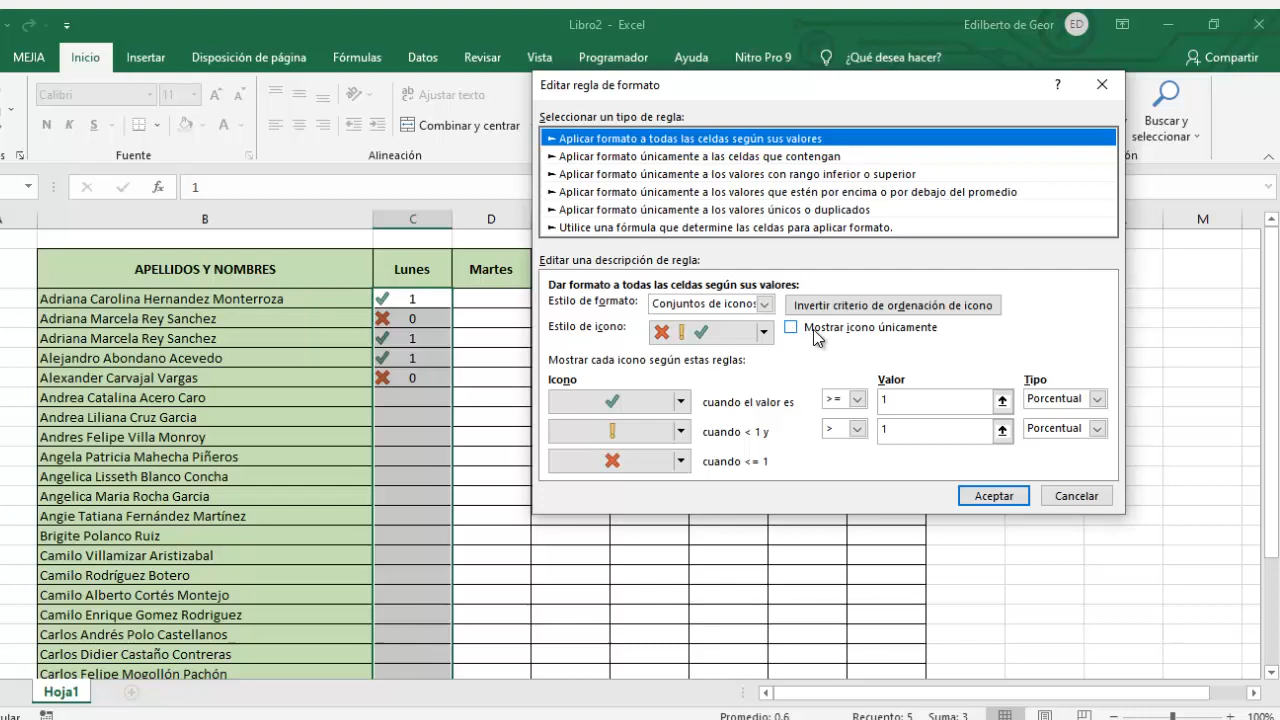 Libro2 - Excel
Edilberto de Geor
ED
MEJIA
Inicio
Insertar
Disposición de página
Fórmulas
Datos
Revisar
Vista
Programador
Ayuda
Nitro Pro 9
¿Qué desea hacer?
Compartir
Calibri
11
Ajustar texto
N K S
Combinar y centrar
Fuente
Alineación
Buscar y
seleccionar
Editar regla de formato
Seleccionar un tipo de regla:
► Aplicar formato a todas las celdas según sus valores
► Aplicar formato únicamente a las celdas que contengan
► Aplicar formato únicamente a los valores con rango inferior o superior
► Aplicar formato únicamente a los valores que estén por encima o por debajo del promedio
► Aplicar formato únicamente a los valores únicos o duplicados
► Utilice una fórmula que determine las celdas para aplicar formato.
Editar una descripción de regla:
Dar formato a todas las celdas según sus valores:
Estilo de formato: Conjuntos de iconos Invertir criterio de ordenación de icono
Estilo de icono: Mostrar icono únicamente
Mostrar cada icono según estas reglas:
Icono Valor Tipo
cuando el valor es >= 1 Porcentual
cuando < 1 y > 1 Porcentual
cuando <= 1
Aceptar Cancelar
fx 1
B C D M
APELLIDOS Y NOMBRES Lunes Martes
Adriana Carolina Hernandez Monterroza 1
Adriana Marcela Rey Sanchez 0
Adriana Marcela Rey Sanchez 1
Alejandro Abondano Acevedo 1
Alexander Carvajal Vargas 0
Andrea Catalina Acero Caro
Andrea Liliana Cruz Garcia
Andres Felipe Villa Monroy
Angela Patricia Mahecha Piñeros
Angelica Lisseth Blanco Concha
Angelica Maria Rocha Garcia
Angie Tatiana Fernández Martínez
Brigite Polanco Ruiz
Camilo Villamizar Aristizabal
Camilo Rodríguez Botero
Camilo Alberto Cortés Montejo
Camilo Enrique Gomez Rodriguez
Carlos Andrés Polo Castellanos
Carlos Didier Castaño Contreras
Carlos Felipe Mogollón Pachón
Hoja1
Promedio: 0,6 Recuento: 5 Suma: 3 100%